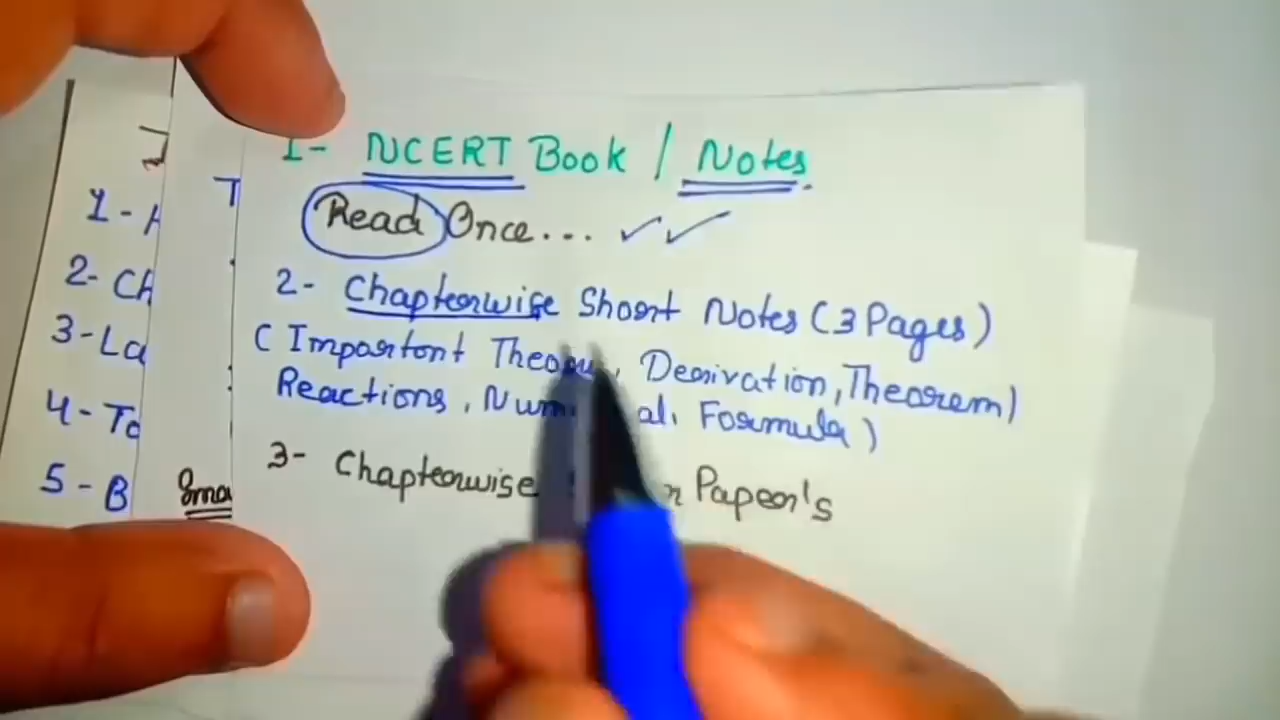 1- NCERT Book / Notes
Read Once...
2- Chapterwise Short Notes (3 Pages)
(Important Theory, Derivation, Theorem)
Reactions, Formula)
3- Chapterwise Paper's
1-
2- Ch
3-La
4-To
5-B
T